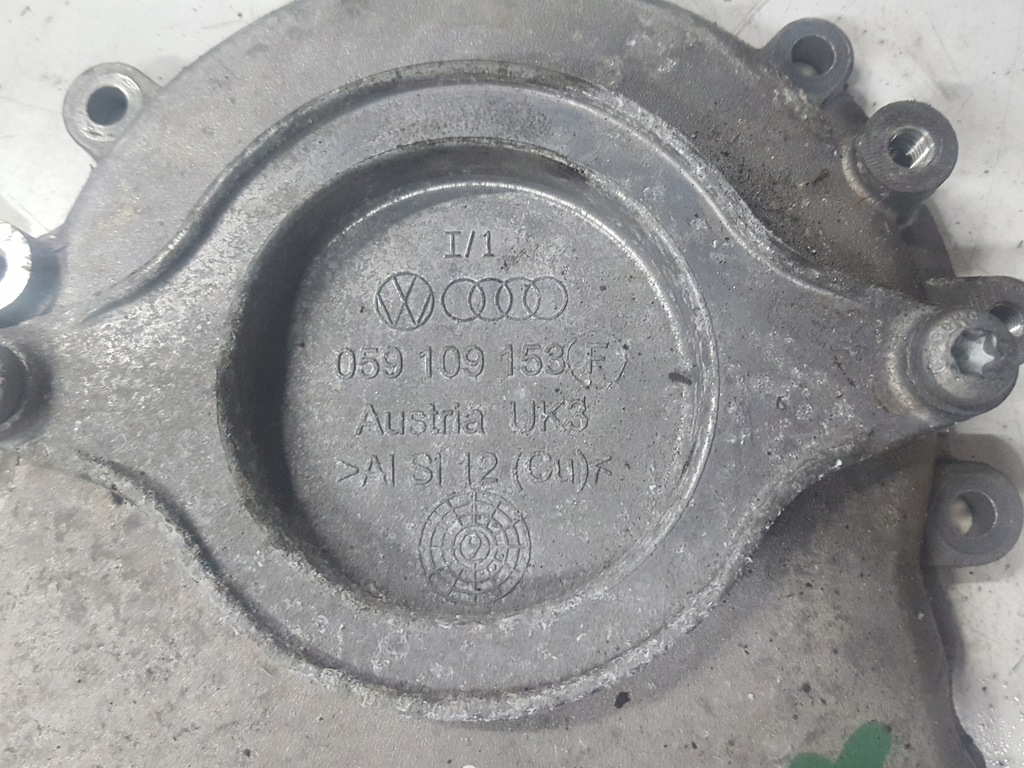 I/1
059 109 153 F
Austria UK3
>Al Si 12 (Cu)<